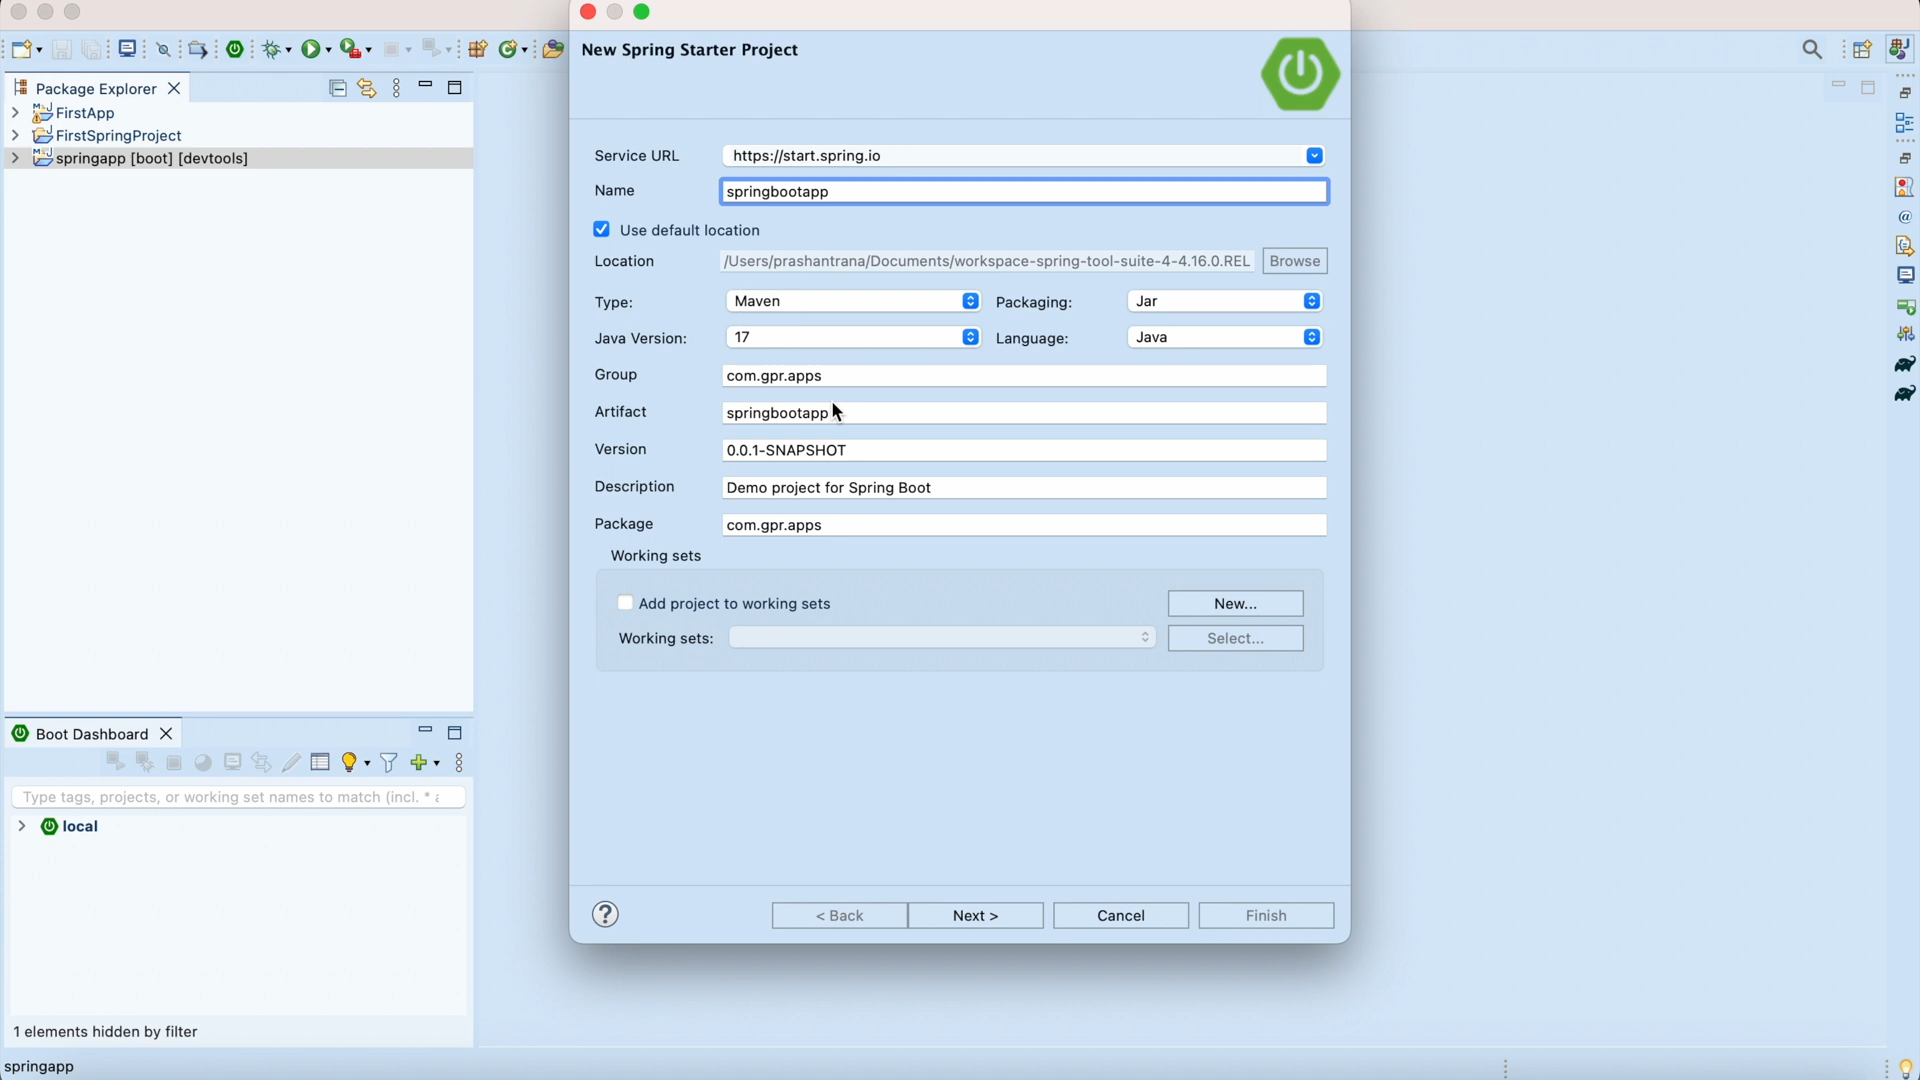 New Spring Starter Project
Package Explorer
FirstApp
FirstSpringProject
springapp [boot] [devtools]
Service URL https://start.spring.io
Name springbootapp
Use default location
Location /Users/prashantrana/Documents/workspace-spring-tool-suite-4-4.16.0.REL Browse
Type: Maven Packaging: Jar
Java Version: 17 Language: Java
Group com.gpr.apps
Artifact springbootapp
Version 0.0.1-SNAPSHOT
Description Demo project for Spring Boot
Package com.gpr.apps
Working sets
Add project to working sets New...
Working sets: Select...
< Back Next > Cancel Finish
Boot Dashboard
Type tags, projects, or working set names to match (incl. *
local
1 elements hidden by filter
springapp